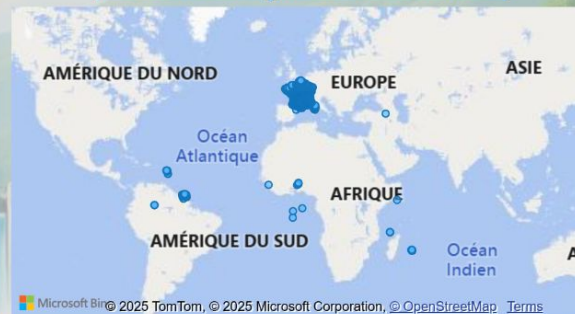 AMÉRIQUE DU NORD
EUROPE
ASIE
Océan
Atlantique
AFRIQUE
AMÉRIQUE DU SUD
Océan
Indien
A
Microsoft Bing
© 2025 TomTom, © 2025 Microsoft Corporation, © OpenStreetMap Terms